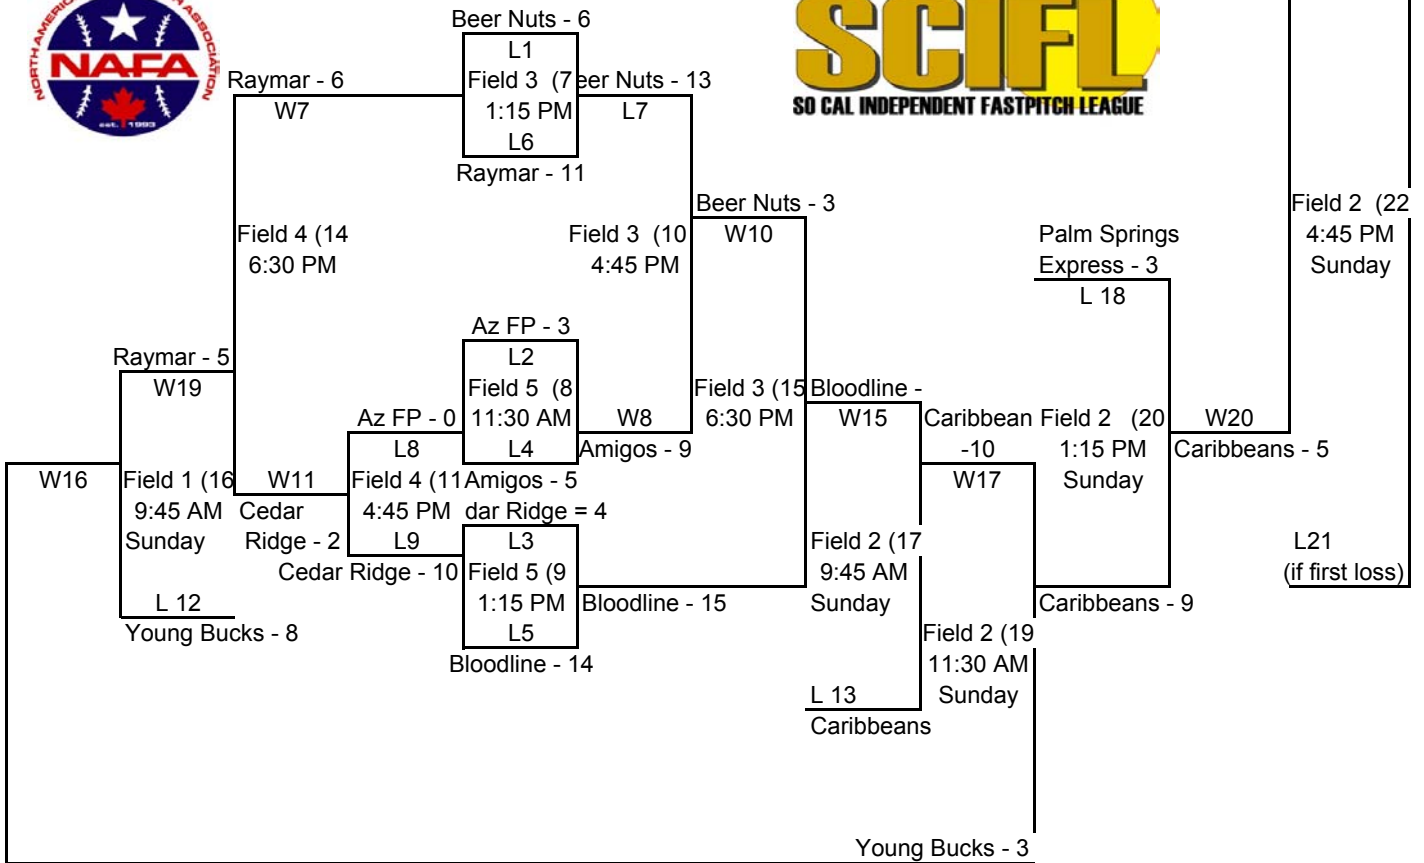 Beer Nuts - 6
L1
NAFA
est. 1993
SCIFL
SO CAL INDEPENDENT FASTPITCH LEAGUE
Raymar - 6
Field 3 (7
eer Nuts - 13
W7
1:15 PM
L7
L6
Raymar - 11
Beer Nuts - 3
Field 2 (22
Field 4 (14
Field 3 (10
W10
Palm Springs
4:45 PM
6:30 PM
4:45 PM
Express - 3
Sunday
L 18
Az FP - 3
Raymar - 5
L2
W19
Field 5 (8
Field 3 (15
Bloodline -
Az FP - 0
11:30 AM
W8
6:30 PM
W15
Caribbean
Field 2 (20
W20
L8
L4
Amigos - 9
-10
1:15 PM
Caribbeans - 5
W16
Field 1 (16
W11
Field 4 (11
Amigos - 5
W17
Sunday
9:45 AM
Cedar
4:45 PM
dar Ridge = 4
Sunday
Ridge - 2
L9
L3
Field 2 (17
L21
Cedar Ridge - 10
Field 5 (9
9:45 AM
(if first loss)
L 12
1:15 PM
Bloodline - 15
Sunday
Caribbeans - 9
Young Bucks - 8
L5
Field 2 (19
Bloodline - 14
11:30 AM
L 13
Sunday
Caribbeans
Young Bucks - 3